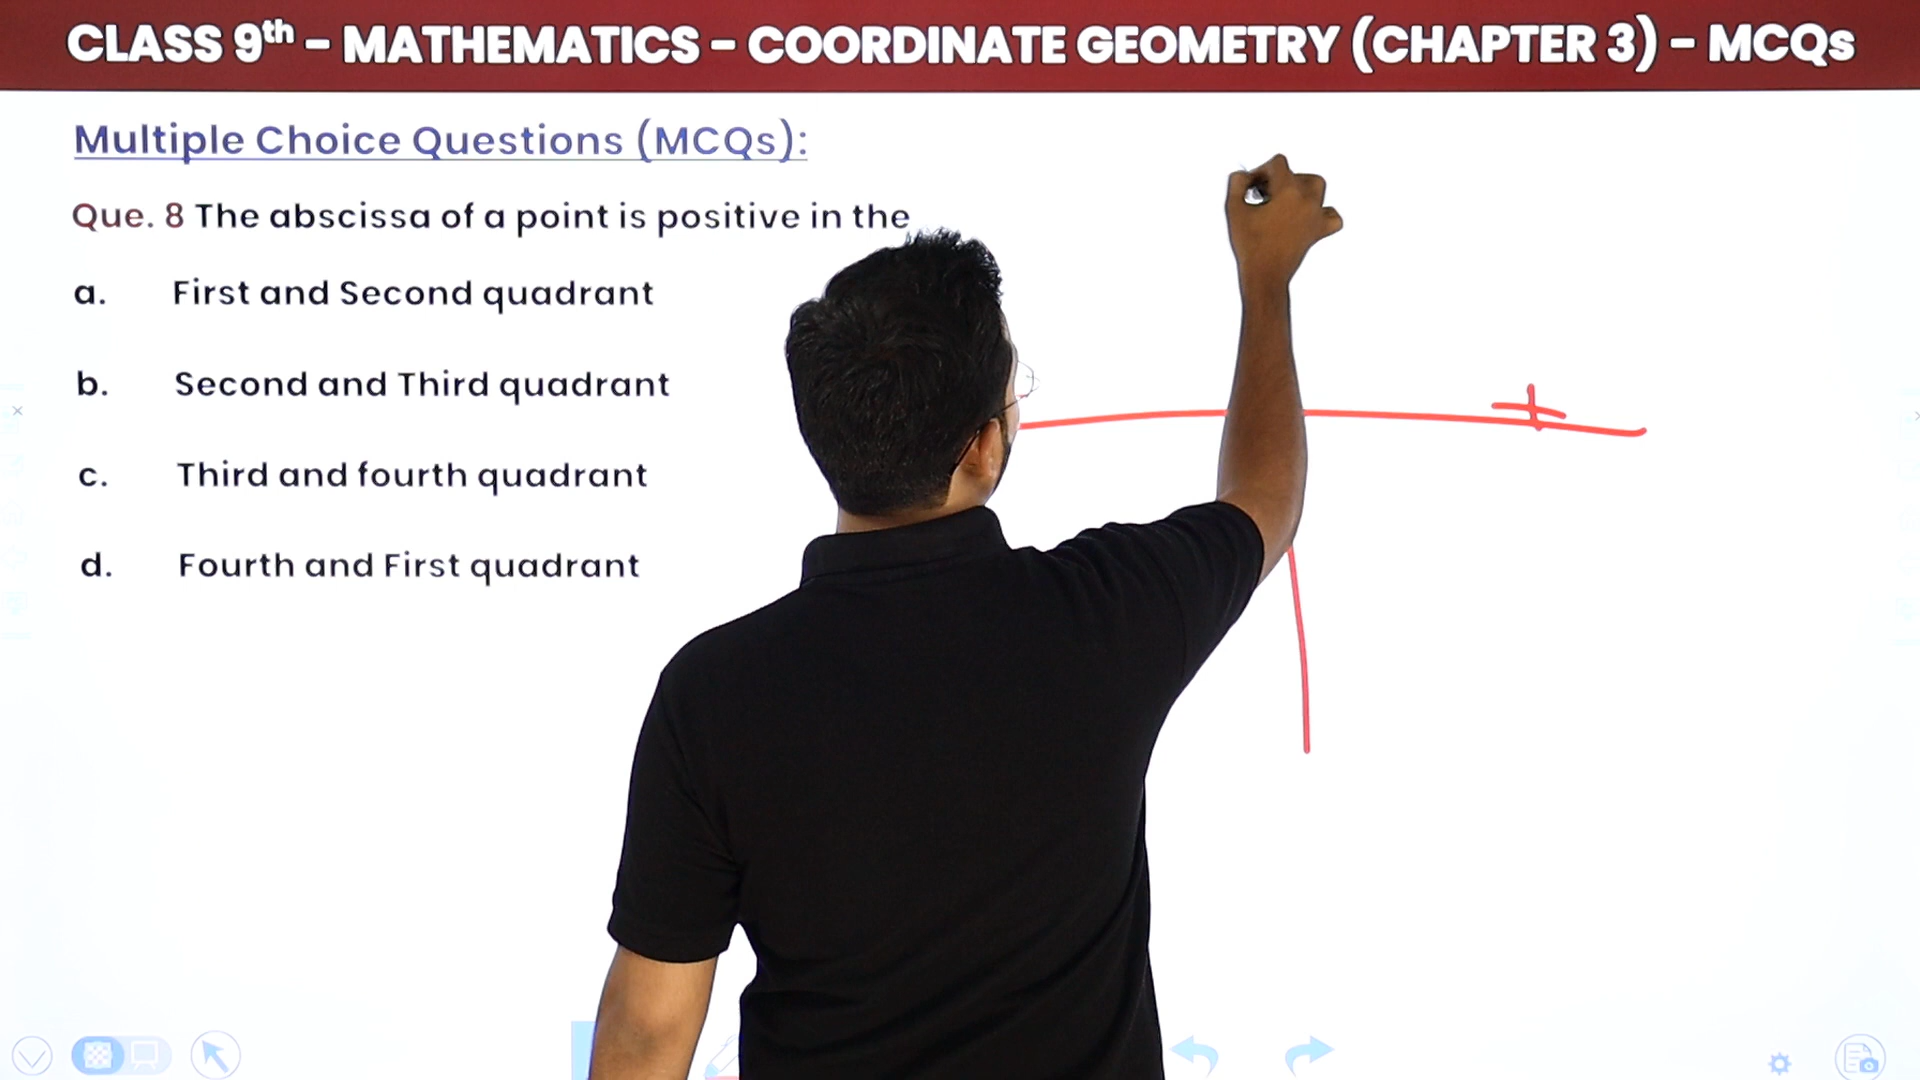 CLASS 9th – MATHEMATICS – COORDINATE GEOMETRY (CHAPTER 3) – MCQs
Multiple Choice Questions (MCQs):
Que. 8 The abscissa of a point is positive in the
a. First and Second quadrant
b. Second and Third quadrant
c. Third and fourth quadrant
d. Fourth and First quadrant
+